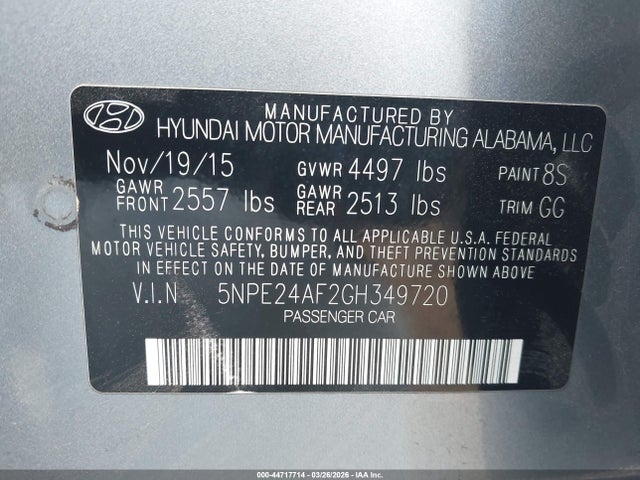 MANUFACTURED BY
HYUNDAI MOTOR MANUFACTURING ALABAMA, LLC
Nov/19/15 GVWR 4497 lbs PAINT 8S
GAWR FRONT 2557 lbs GAWR REAR 2513 lbs TRIM GG
THIS VEHICLE CONFORMS TO ALL APPLICABLE U.S.A. FEDERAL
MOTOR VEHICLE SAFETY, BUMPER, AND THEFT PREVENTION STANDARDS
IN EFFECT ON THE DATE OF MANUFACTURE SHOWN ABOVE
V.I.N 5NPE24AF2GH349720
PASSENGER CAR
000-44717714 | 03/26/2026 | IAAI.COM